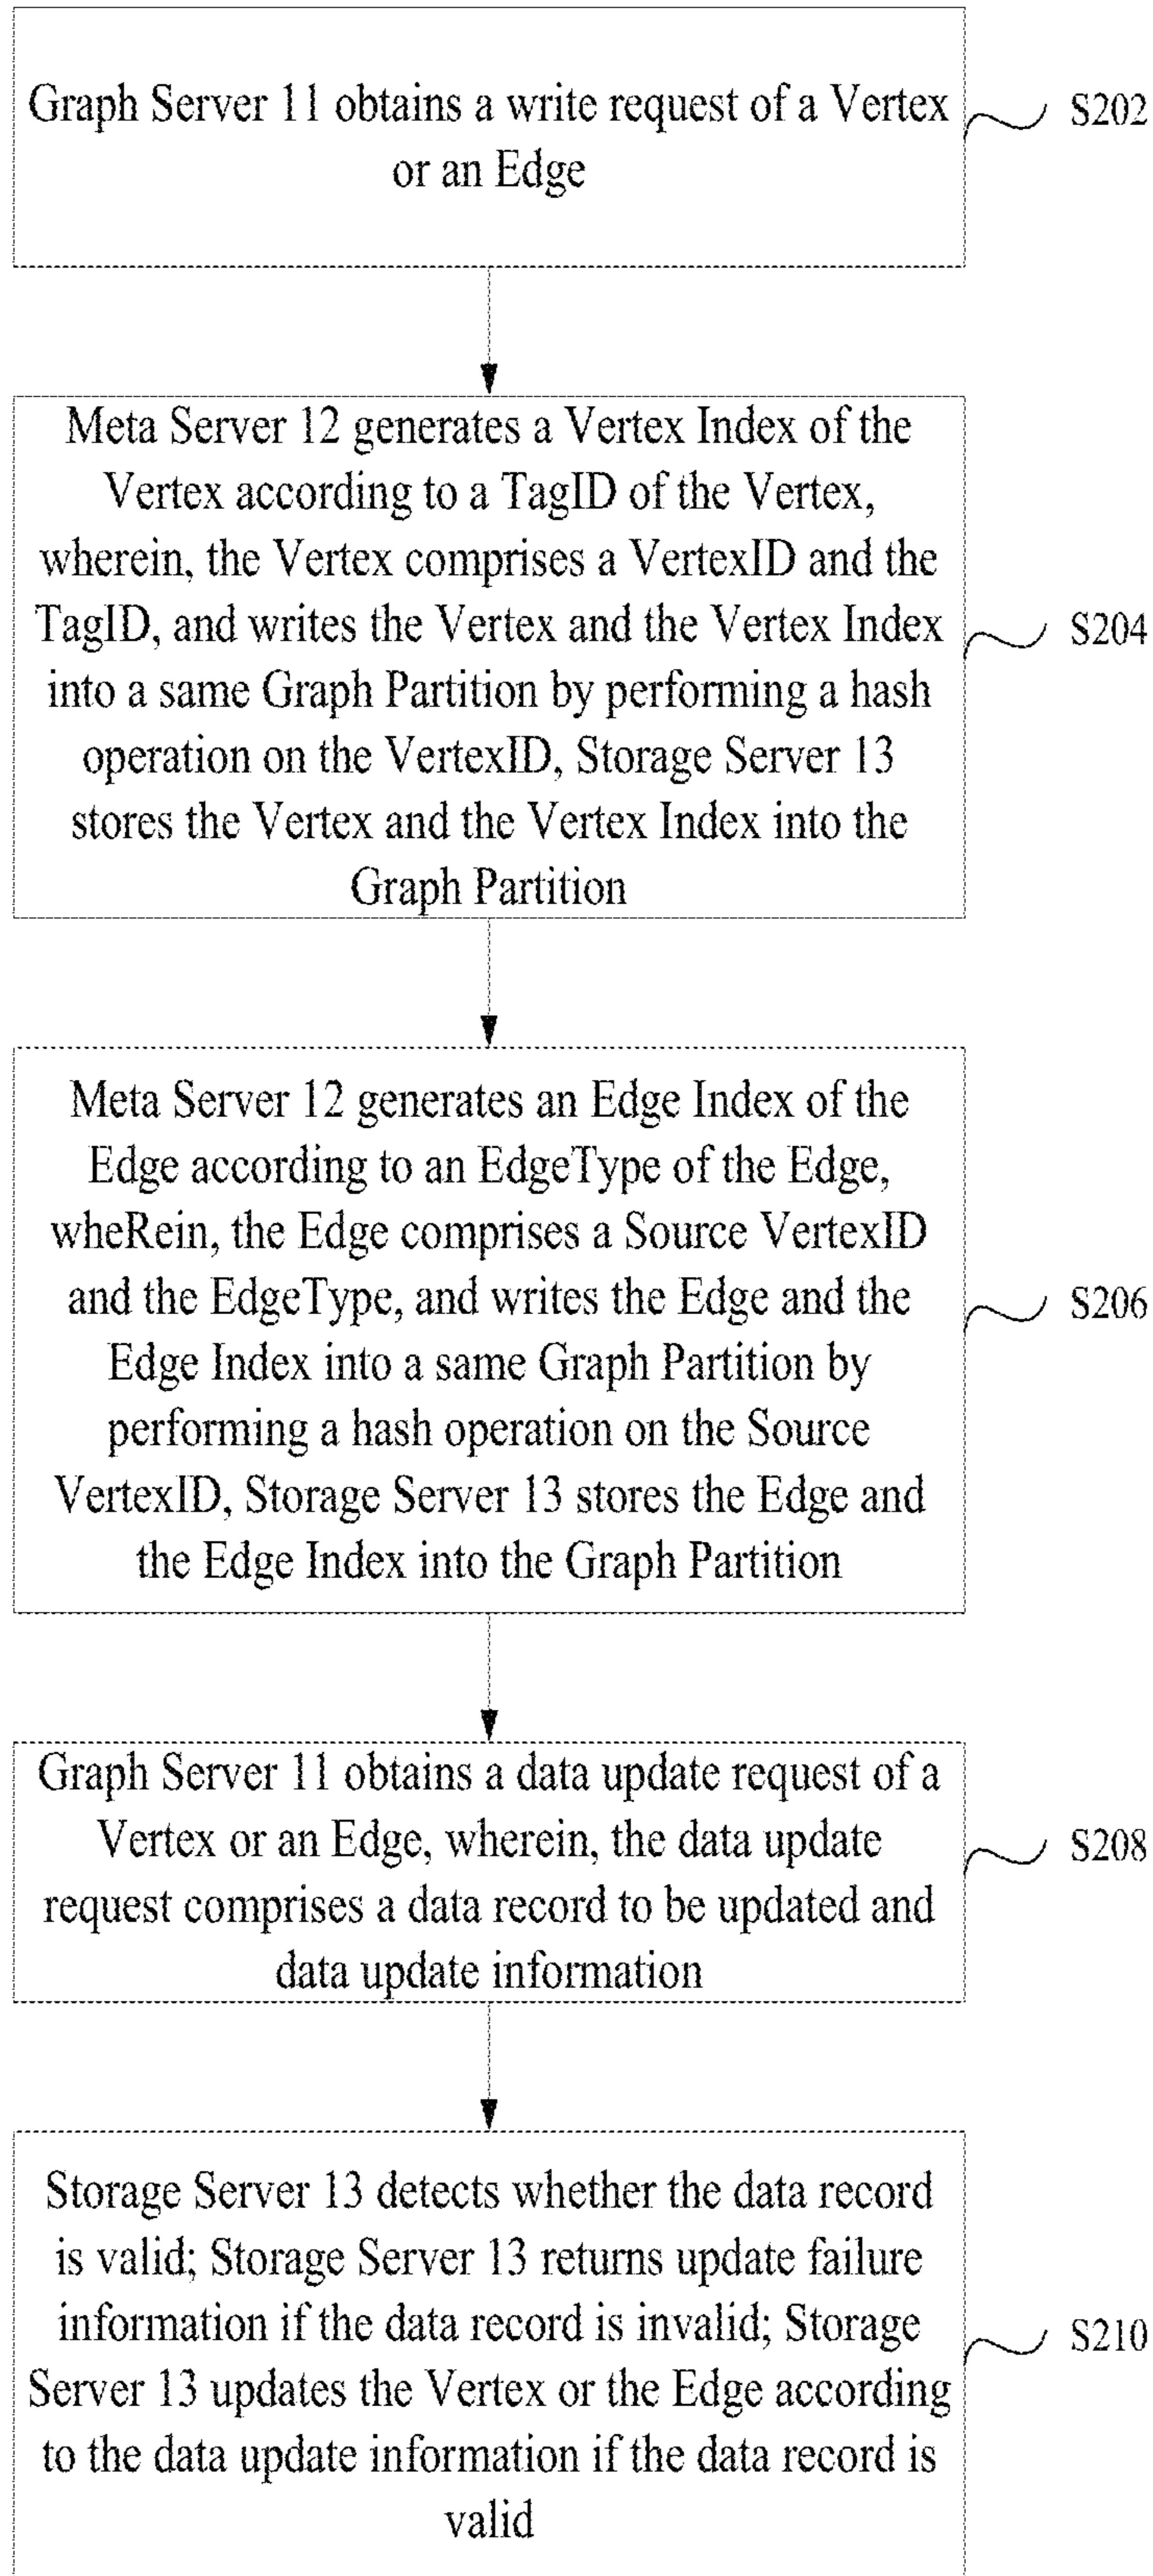 Graph Server 11 obtains a write request of a Vertex
or an Edge
S202
Meta Server 12 generates a Vertex Index of the
Vertex according to a TagID of the Vertex,
wherein, the Vertex comprises a VertexID and the
TagID, and writes the Vertex and the Vertex Index
into a same Graph Partition by performing a hash
operation on the VertexID, Storage Server 13
stores the Vertex and the Vertex Index into the
Graph Partition
S204
Meta Server 12 generates an Edge Index of the
Edge according to an EdgeType of the Edge,
wheRein, the Edge comprises a Source VertexID
and the EdgeType, and writes the Edge and the
Edge Index into a same Graph Partition by
performing a hash operation on the Source
VertexID, Storage Server 13 stores the Edge and
the Edge Index into the Graph Partition
S206
Graph Server 11 obtains a data update request of a
Vertex or an Edge, wherein, the data update
request comprises a data record to be updated and
data update information
S208
Storage Server 13 detects whether the data record
is valid; Storage Server 13 returns update failure
information if the data record is invalid; Storage
Server 13 updates the Vertex or the Edge according
to the data update information if the data record is
valid
S210